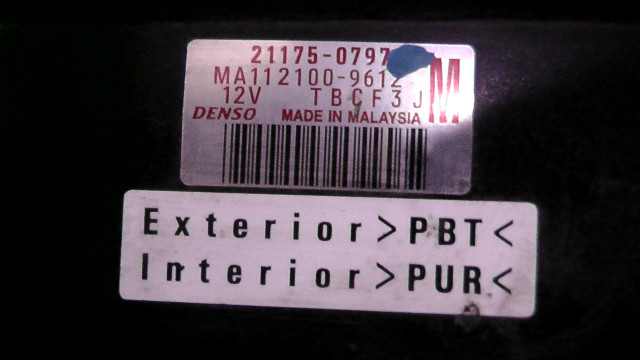 21175-0797
MA112100-9612
M
12V TBCF3J
DENSO MADE IN MALAYSIA
Exterior>PBT<
Interior>PUR<